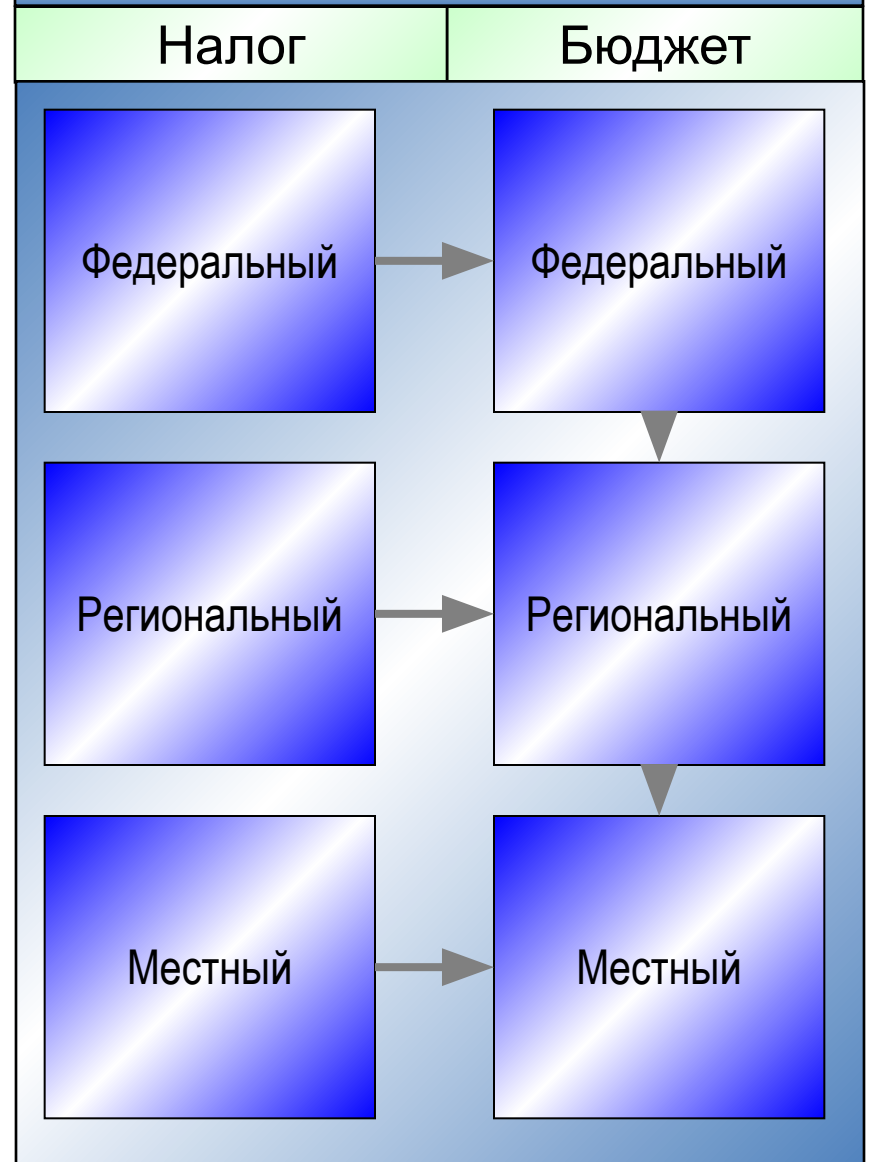 Налог Бюджет
Федеральный Федеральный
Региональный Региональный
Местный Местный